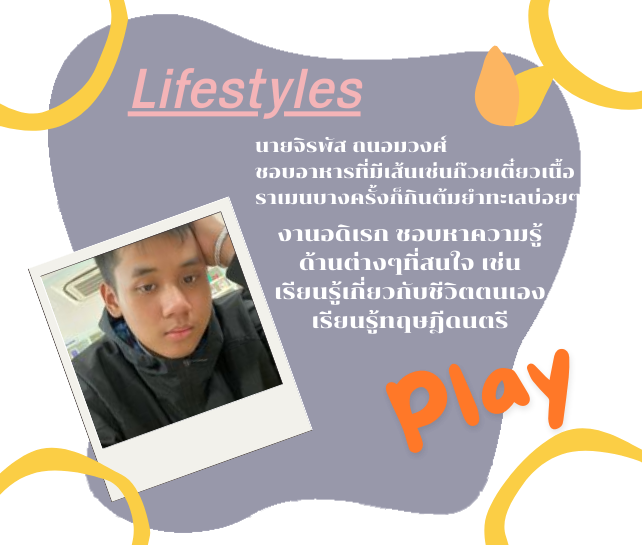 Lifestyles
นายจิรพัส ถนอมวงศ์
ชอบอาหารที่มีเส้นเช่นก๊วยเตี๋ยวเนื้อ
ราเมนบางครั้งก็กินต้มยำทะเลบ่อยๆ
งานอดิเรก ชอบหาความรู้
ด้านต่างๆที่สนใจ เช่น
เรียนรู้เกี่ยวกับชีวิตตนเอง
เรียนรู้ทฤษฎีดนตรี
play